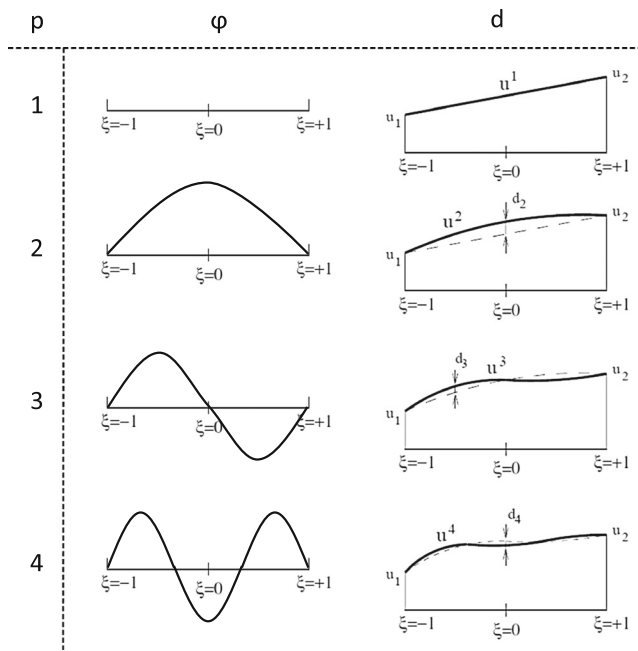 p φ d
1
ξ=−1 ξ=0 ξ=+1
u₁ u¹ u₂
ξ=−1 ξ=0 ξ=+1
2
ξ=−1 ξ=0 ξ=+1
u₁ u² d₂ u₂
ξ=−1 ξ=0 ξ=+1
3
ξ=−1 ξ=0 ξ=+1
u₁ d₃ u³ u₂
ξ=−1 ξ=0 ξ=+1
4
ξ=−1 ξ=0 ξ=+1
u₁ u⁴ d₄ u₂
ξ=−1 ξ=0 ξ=+1